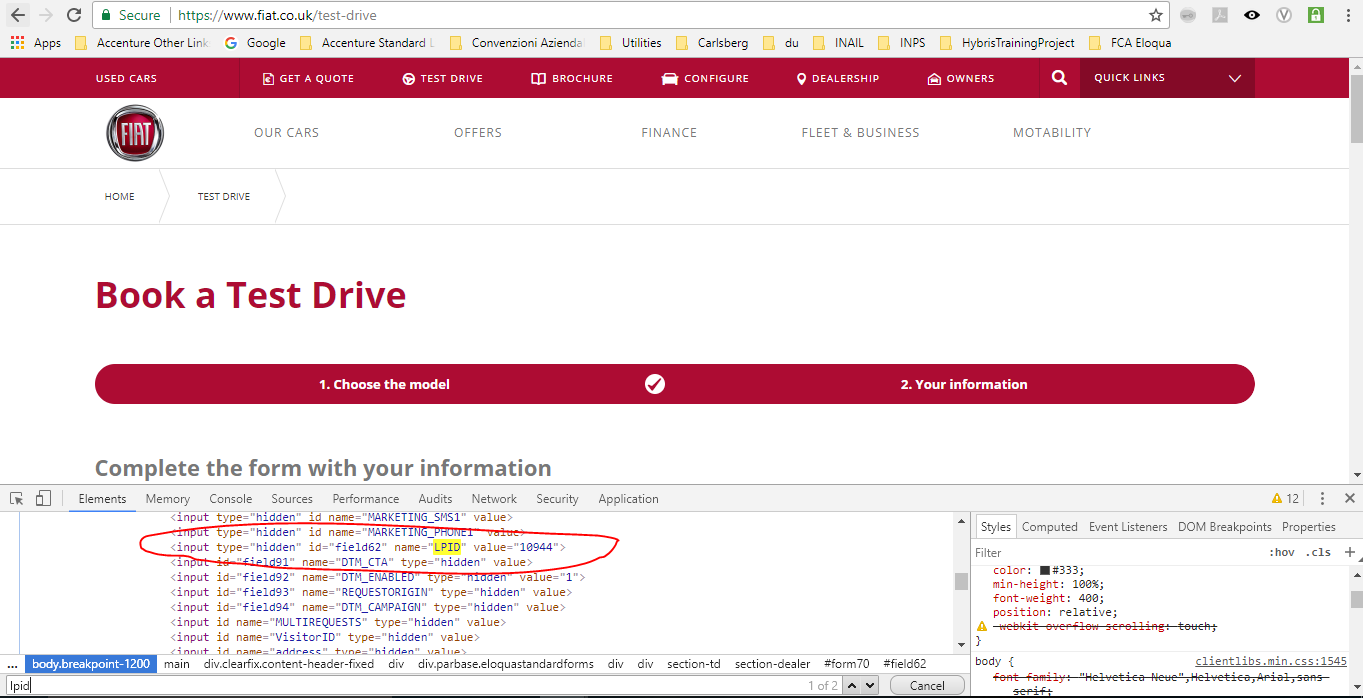 Secure https://www.fiat.co.uk/test-drive
Apps Accenture Other Link Google Accenture Standard L Convenzioni Azienda Utilities Carlsberg du INAIL INPS HybrisTrainingProject FCA Eloqua
USED CARS GET A QUOTE TEST DRIVE BROCHURE CONFIGURE DEALERSHIP OWNERS QUICK LINKS
FIAT OUR CARS OFFERS FINANCE FLEET & BUSINESS MOTABILITY
HOME TEST DRIVE
Book a Test Drive
1. Choose the model 2. Your information
Complete the form with your information
Elements Memory Console Sources Performance Audits Network Security Application 12
<input type="hidden" id name="MARKETING_SMS1" value>
<input type="hidden" id name="MARKETING_PHONE1" value>
<input type="hidden" id="field62" name="LPID" value="10944">
<input id="field91" name="DTM_CTA" type="hidden" value>
<input id="field92" name="DTM_ENABLED" type="hidden" value="1">
<input id="field93" name="REQUESTORIGIN" type="hidden" value>
<input id="field94" name="DTM_CAMPAIGN" type="hidden" value>
<input id name="MULTIREQUESTS" type="hidden" value>
<input id name="VisitorID" type="hidden" value>
<input id name="address" type="hidden" value>
... body.breakpoint-1200 main div.clearfix.content-header-fixed div div.parbase.eloquastandardforms div div section-td section-dealer #form70 #field62
lpid 1 of 2 Cancel
Styles Computed Event Listeners DOM Breakpoints Properties
Filter :hov .cls +
color: #333;
min-height: 100%;
font-weight: 400;
position: relative;
-webkit-overflow-scrolling: touch;
}
body { clientlibs.min.css:1545
font-family: "Helvetica Neue",Helvetica,Arial,sans-
serif;